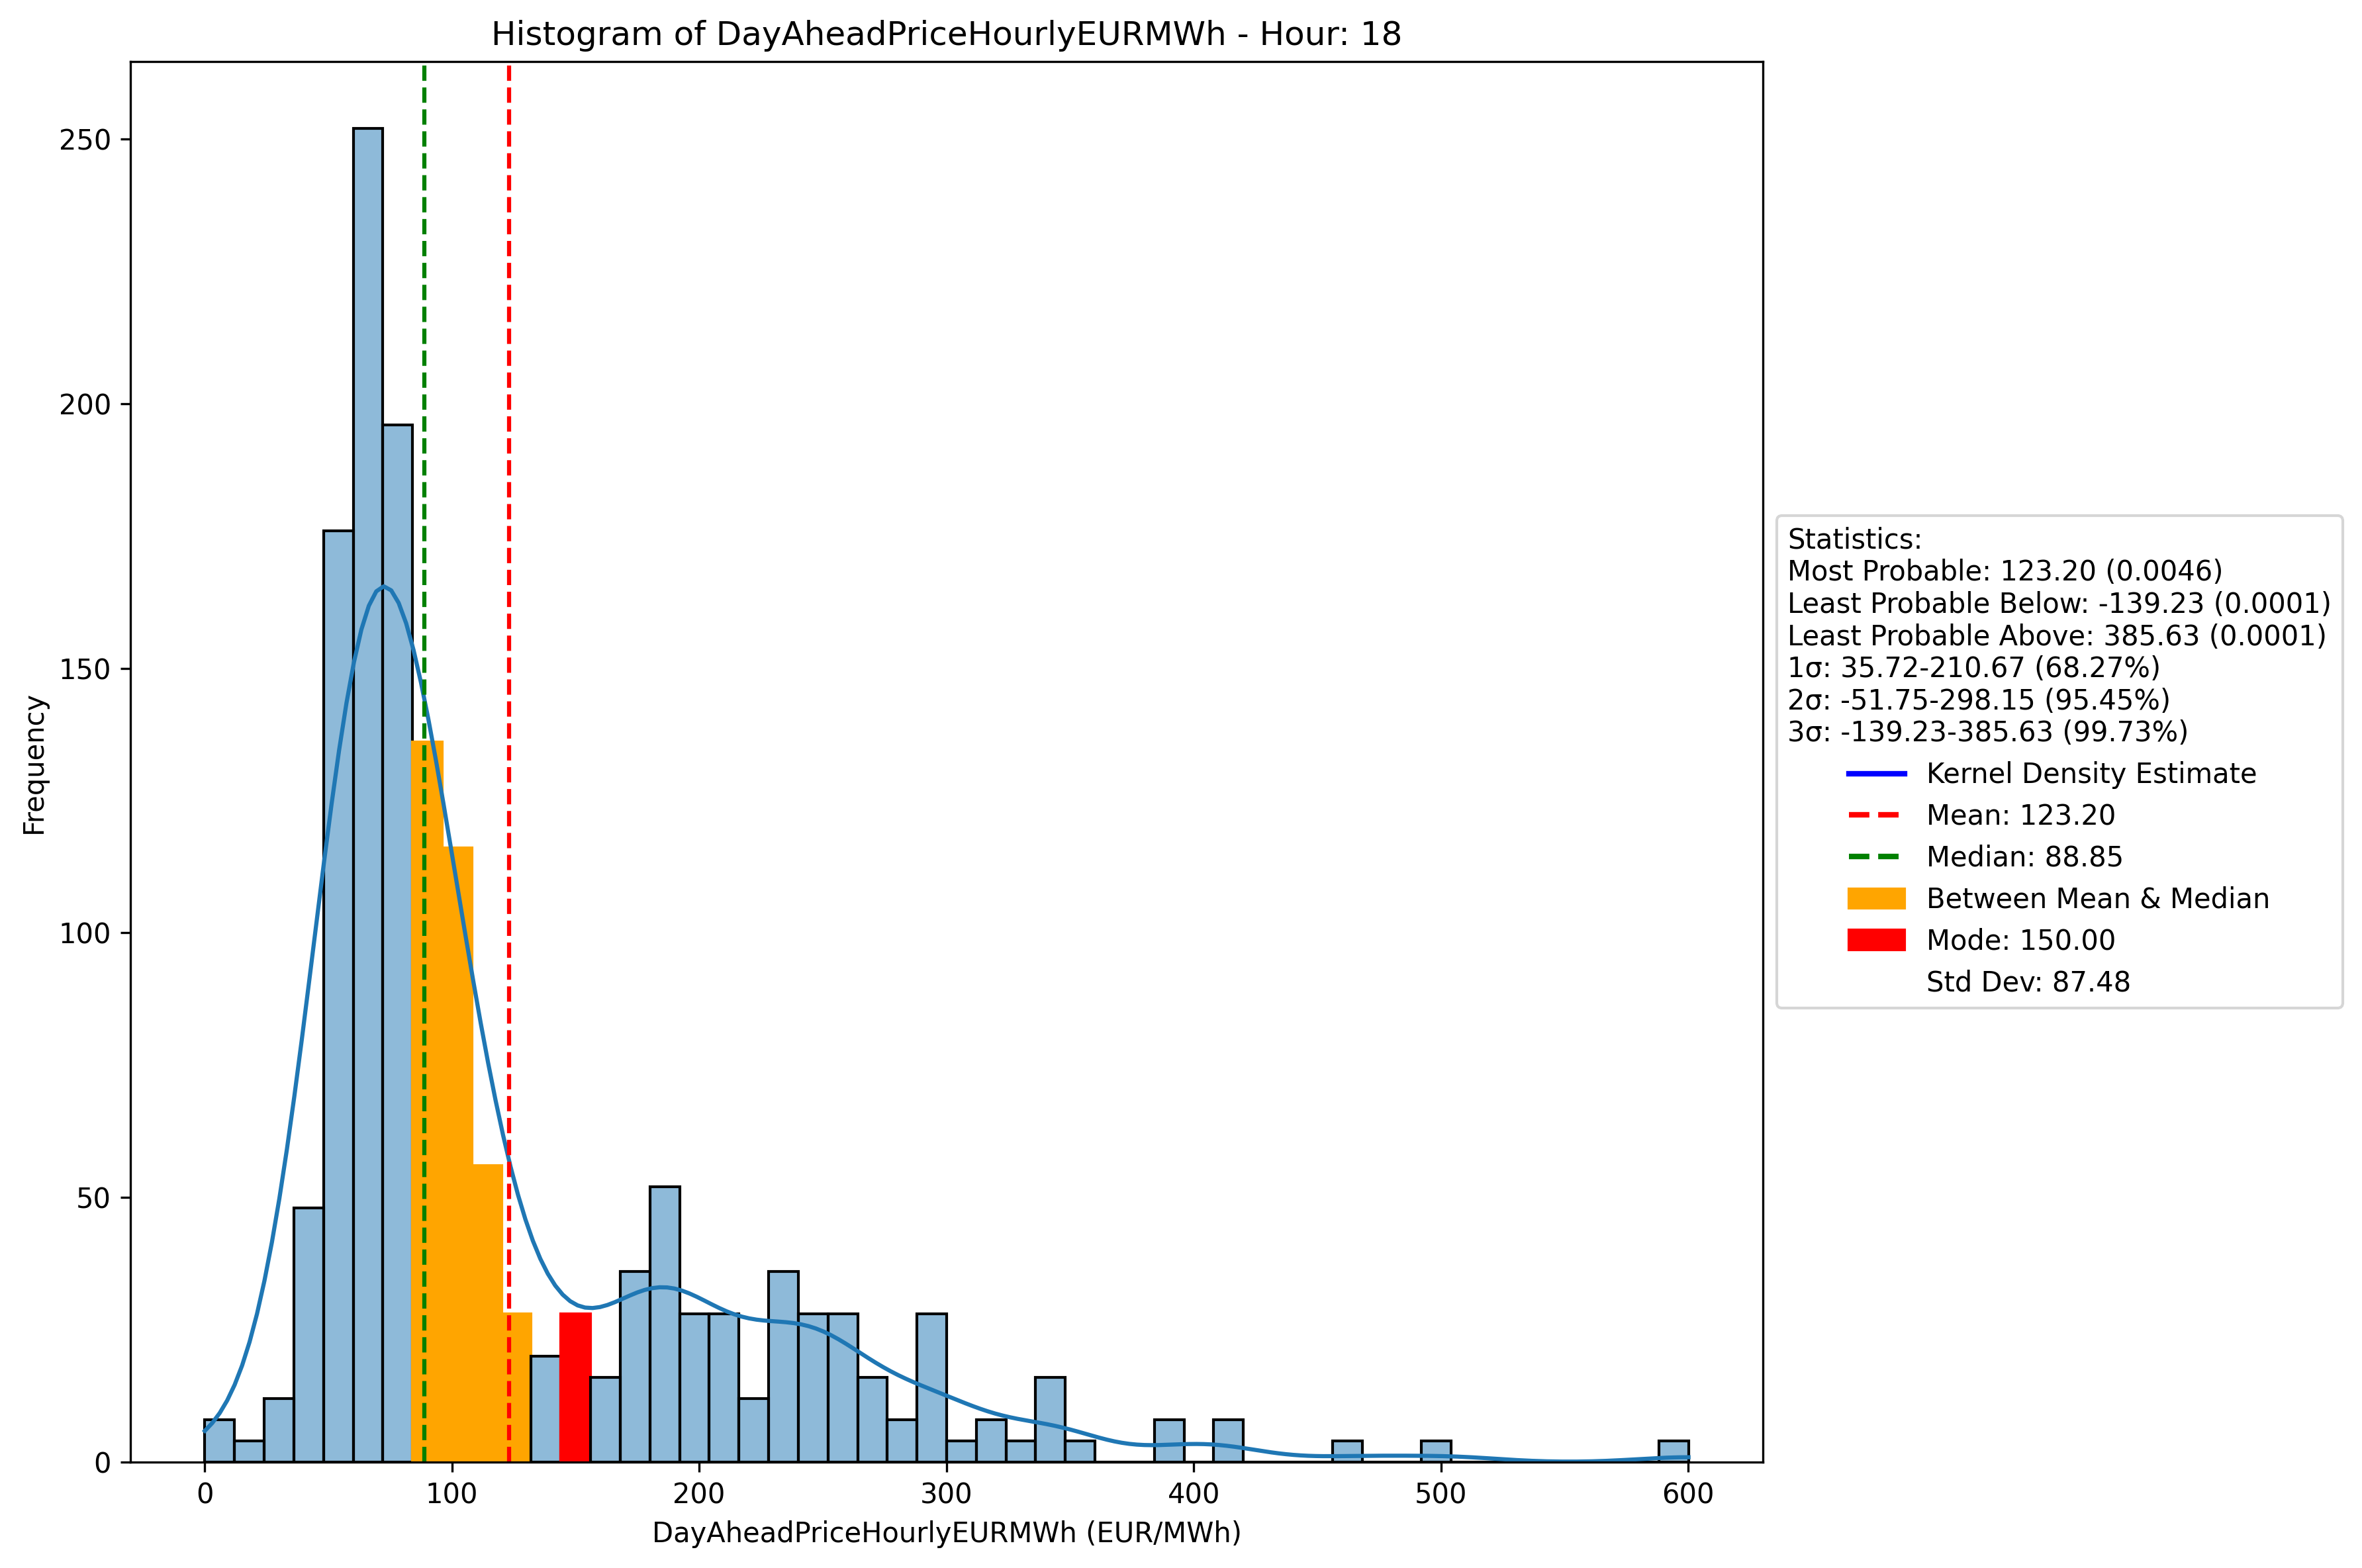 Histogram of DayAheadPriceHourlyEURMWh - Hour: 18
250
200
150
100
50
0
Frequency
0 100 200 300 400 500 600
DayAheadPriceHourlyEURMWh (EUR/MWh)
Statistics:
Most Probable: 123.20 (0.0046)
Least Probable Below: -139.23 (0.0001)
Least Probable Above: 385.63 (0.0001)
1σ: 35.72-210.67 (68.27%)
2σ: -51.75-298.15 (95.45%)
3σ: -139.23-385.63 (99.73%)
Kernel Density Estimate
Mean: 123.20
Median: 88.85
Between Mean & Median
Mode: 150.00
Std Dev: 87.48